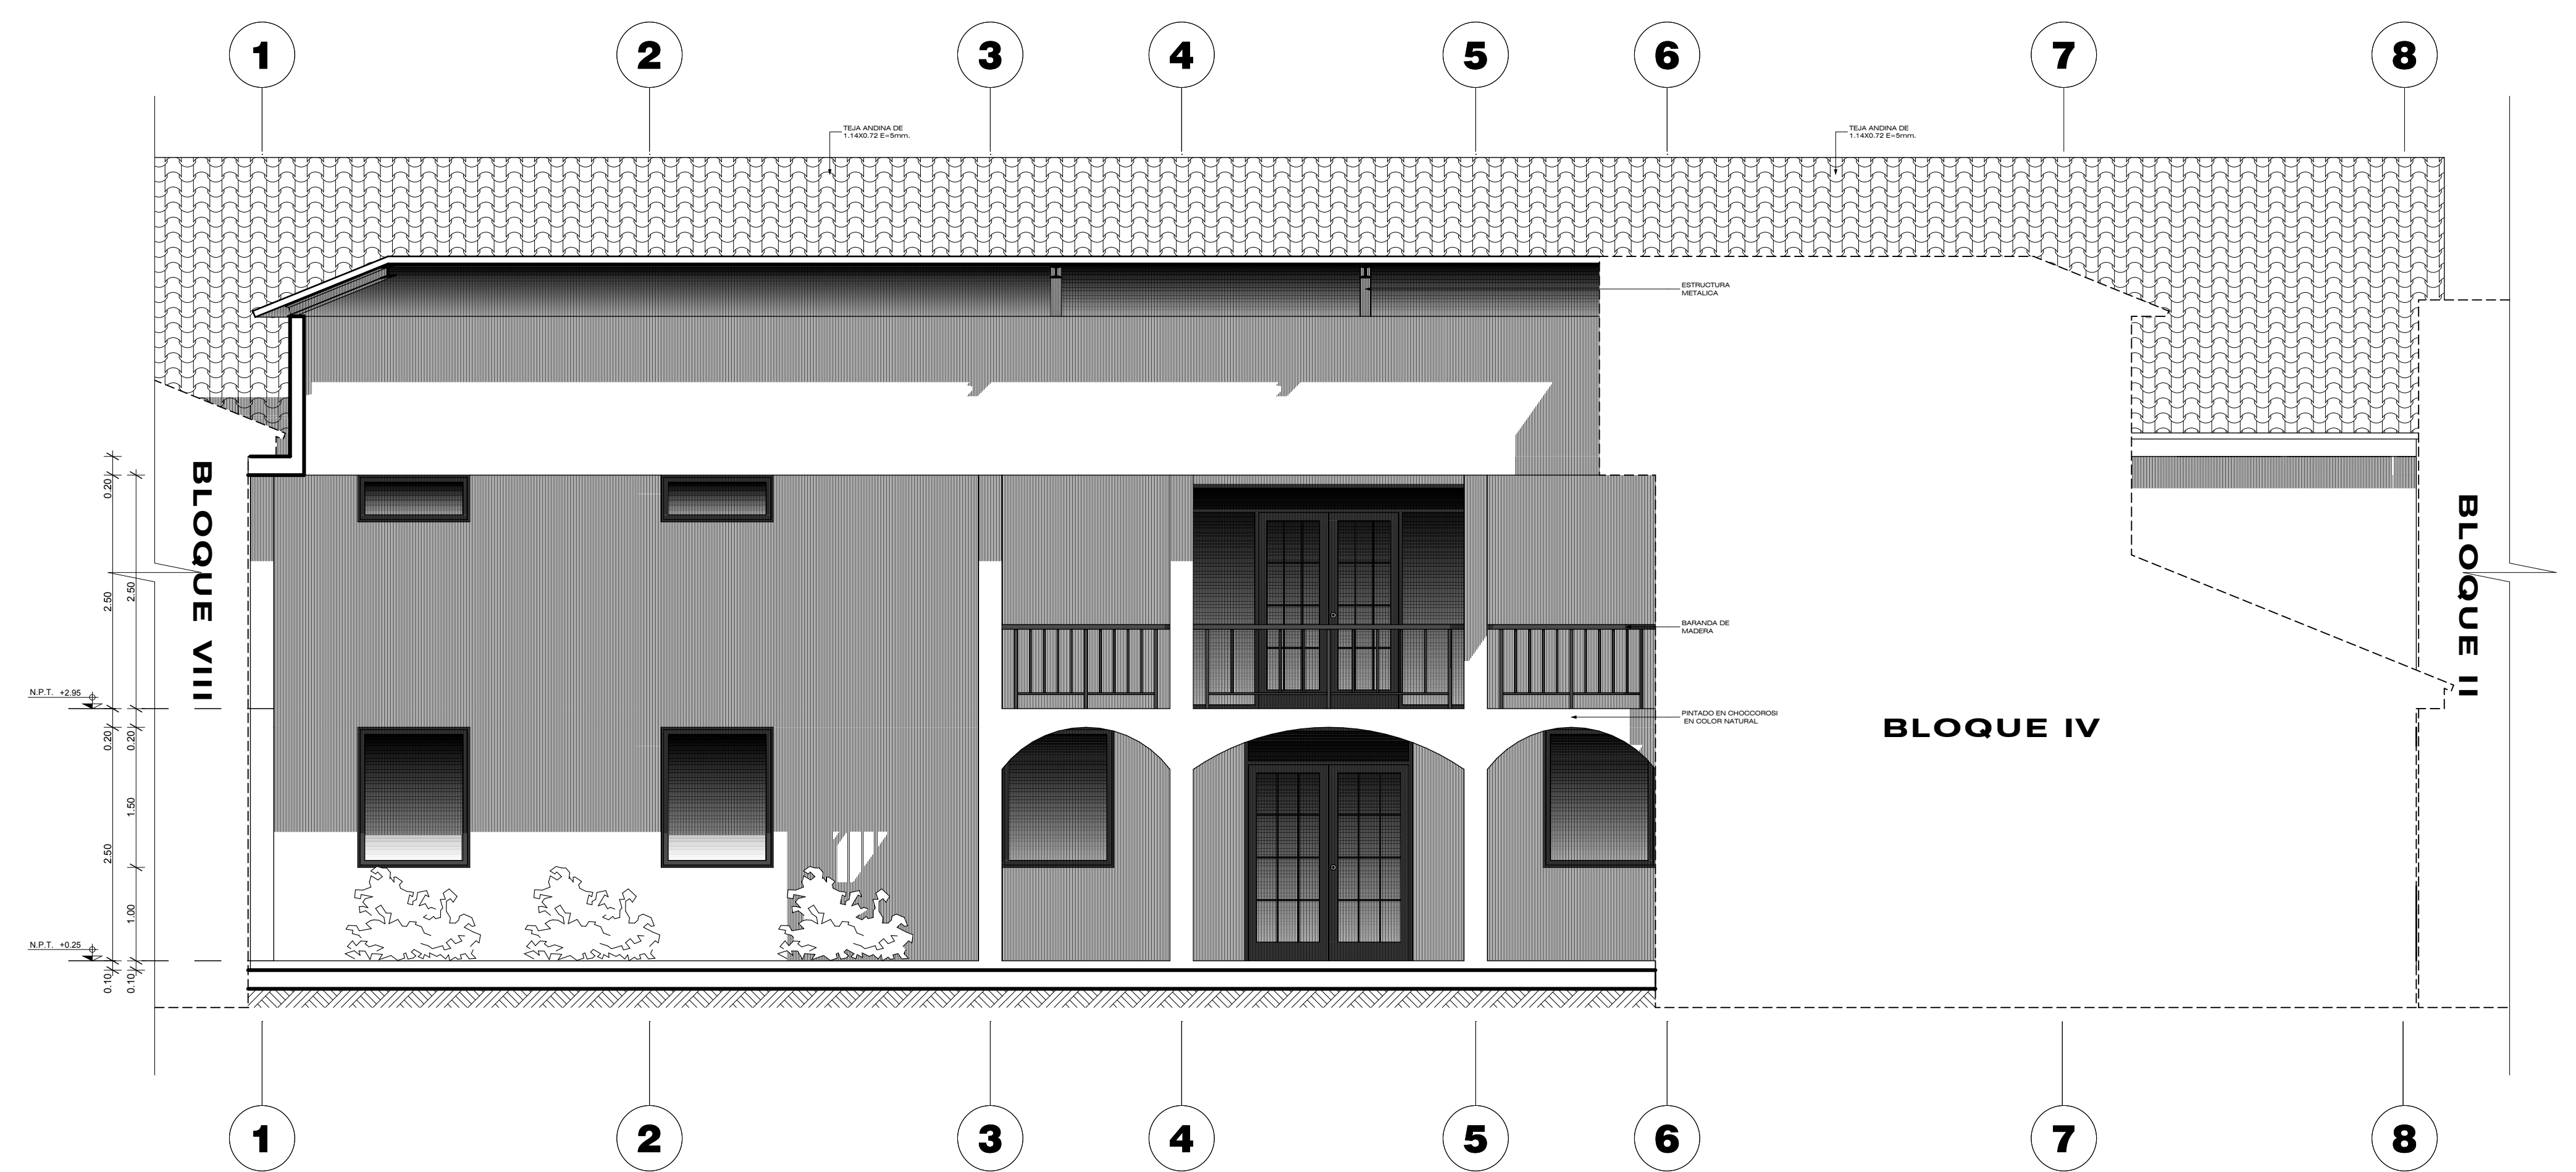 1
2
3
4
5
6
7
8
TEJA ANDINA DE
1.14X0.72 E=5mm.
TEJA ANDINA DE
1.14X0.72 E=5mm.
ESTRUCTURA
METALICA
BARANDA DE
MADERA
PINTADO EN CHOCCOROSI
EN COLOR NATURAL
BLOQUE VIII
BLOQUE IV
BLOQUE II
0.20
2.50
2.50
N.P.T. +2.95
0.20
0.20
1.50
2.50
1.00
N.P.T. +0.25
0.10
0.10
1
2
3
4
5
6
7
8